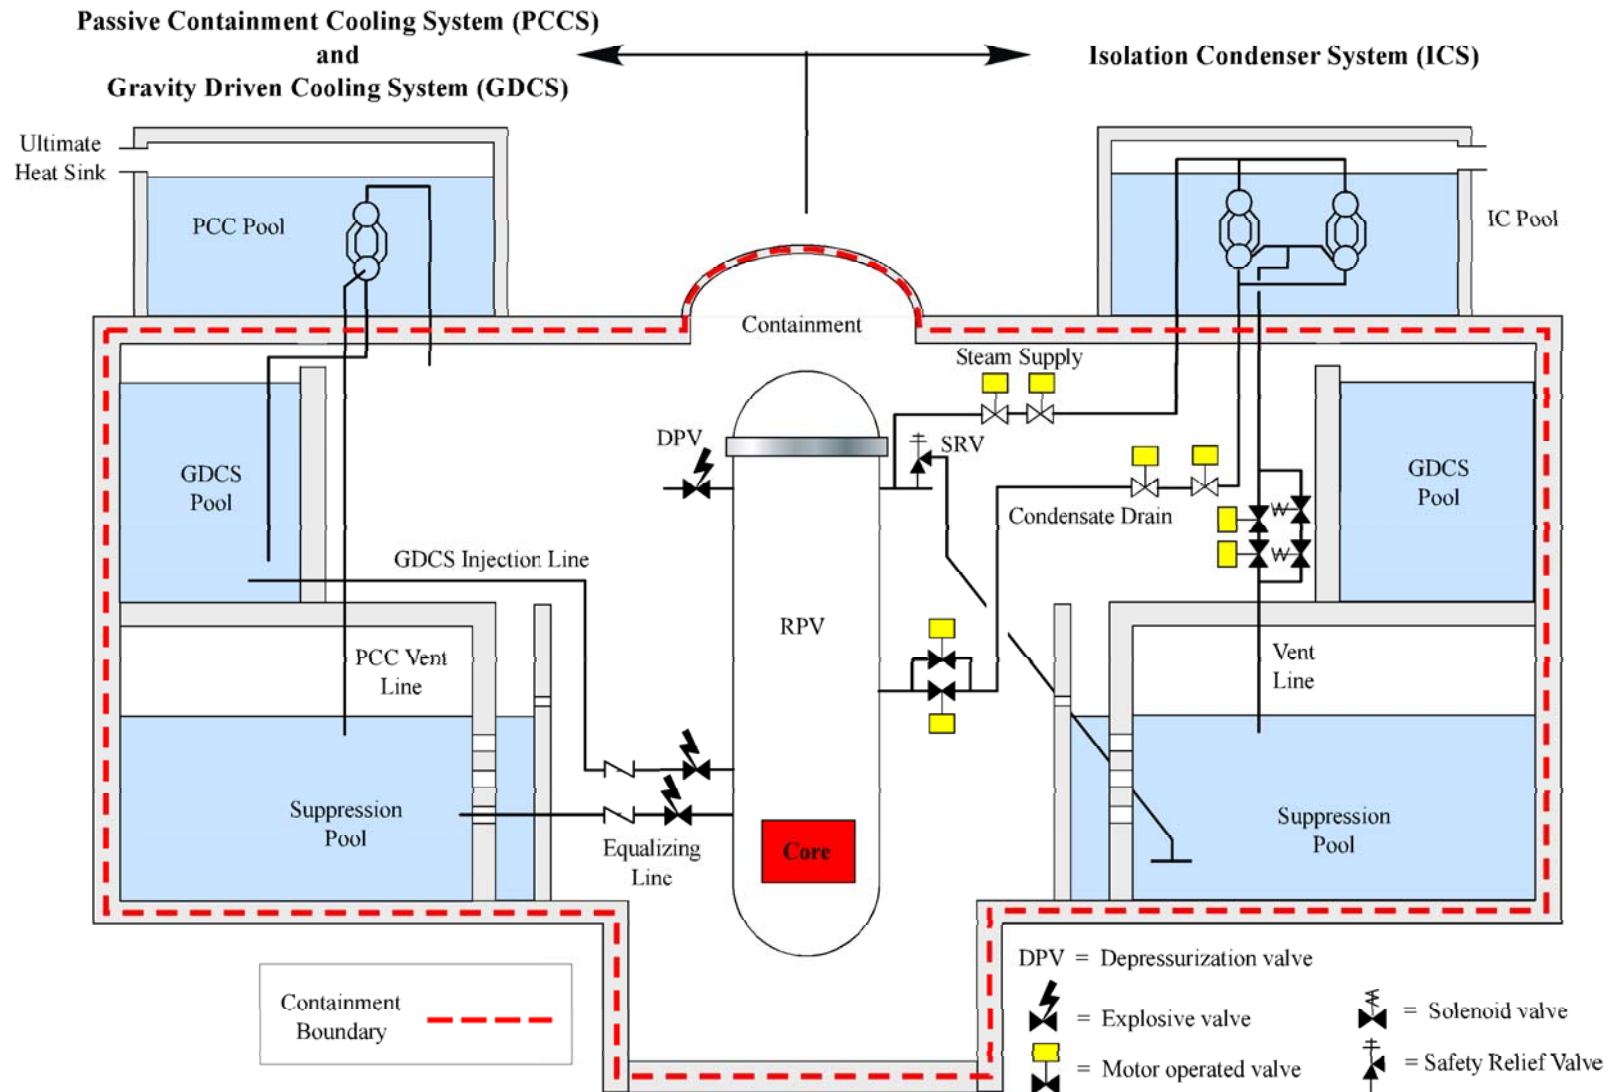 Passive Containment Cooling System (PCCS)
and
Gravity Driven Cooling System (GDCS)
Isolation Condenser System (ICS)
Ultimate
Heat Sink
PCC Pool
IC Pool
Containment
Steam Supply
DPV
SRV
GDCS
Pool
GDCS
Pool
Condensate Drain
GDCS Injection Line
RPV
PCC Vent
Line
Vent
Line
Suppression
Pool
Suppression
Pool
Equalizing
Line
Core
DPV = Depressurization valve
Containment
Boundary
= Explosive valve
= Solenoid valve
= Motor operated valve
= Safety Relief Valve